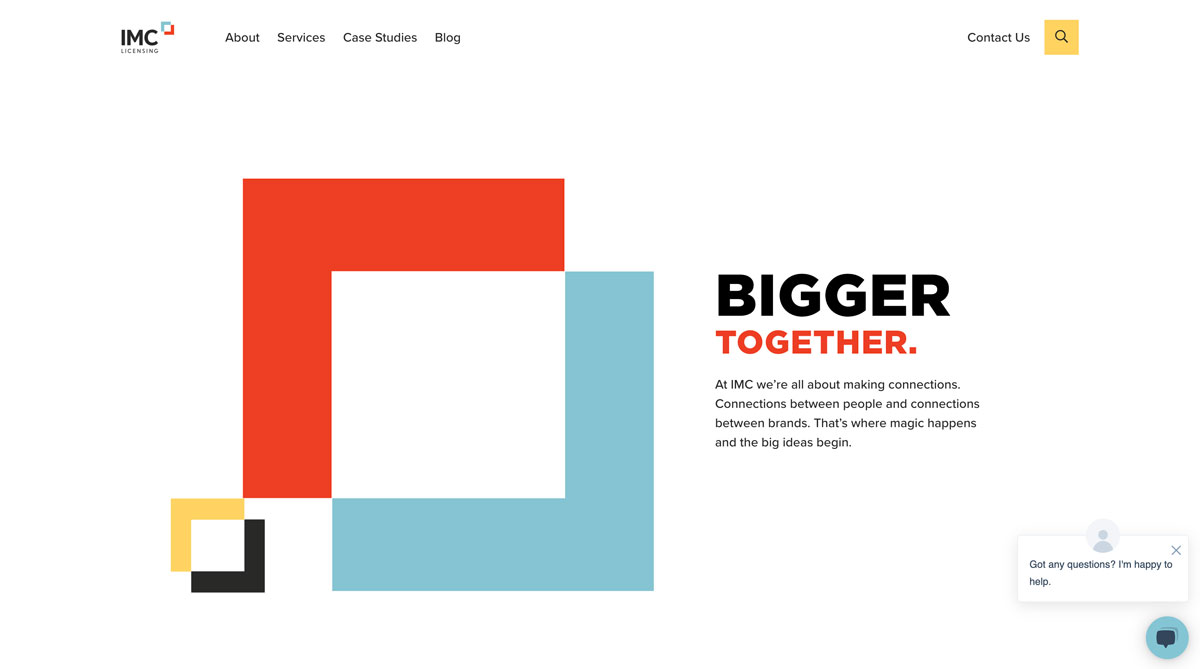 IMC
LICENSING
About
Services
Case Studies
Blog
Contact Us
BIGGER
TOGETHER.
At IMC we’re all about making connections.
Connections between people and connections
between brands. That’s where magic happens
and the big ideas begin.
Got any questions? I'm happy to
help.